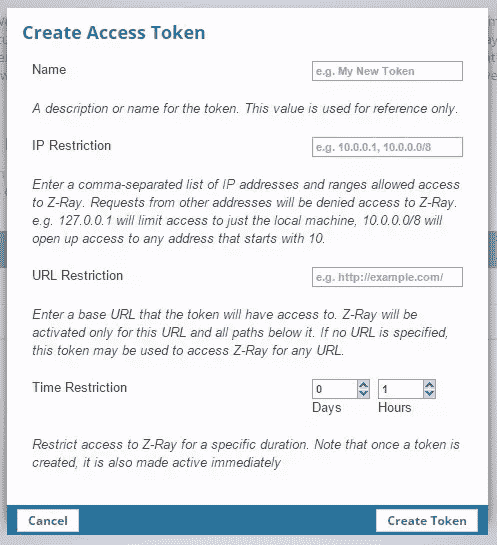 Create Access Token
Name
e.g. My New Token
A description or name for the token. This value is used for reference only.
IP Restriction
e.g. 10.0.0.1, 10.0.0.0/8
Enter a comma-separated list of IP addresses and ranges allowed access
to Z-Ray. Requests from other addresses will be denied access to Z-Ray.
e.g. 127.0.0.1 will limit access to just the local machine, 10.0.0.0/8 will
open up access to any address that starts with 10.
URL Restriction
e.g. http://example.com/
Enter a base URL that the token will have access to. Z-Ray will be
activated only for this URL and all paths below it. If no URL is specified,
this token may be used to access Z-Ray for any URL.
Time Restriction
0 1
Days Hours
Restrict access to Z-Ray for a specific duration. Note that once a token is
created, it is also made active immediately
Cancel Create Token